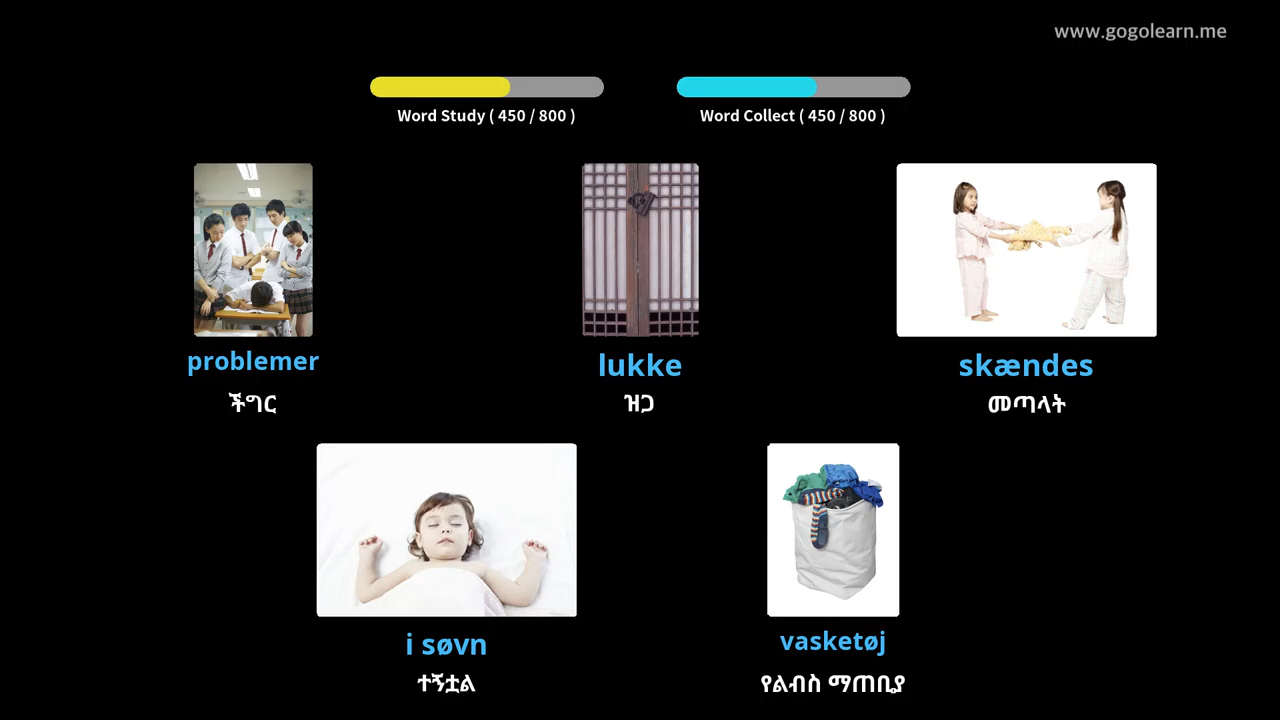 www.gogolearn.me
Word Study ( 450 / 800 )
Word Collect ( 450 / 800 )
problemer
ችግር
lukke
ዝጋ
skændes
መጣላት
i søvn
ተኝቷል
vasketøj
የልብስ ማጠቢያ